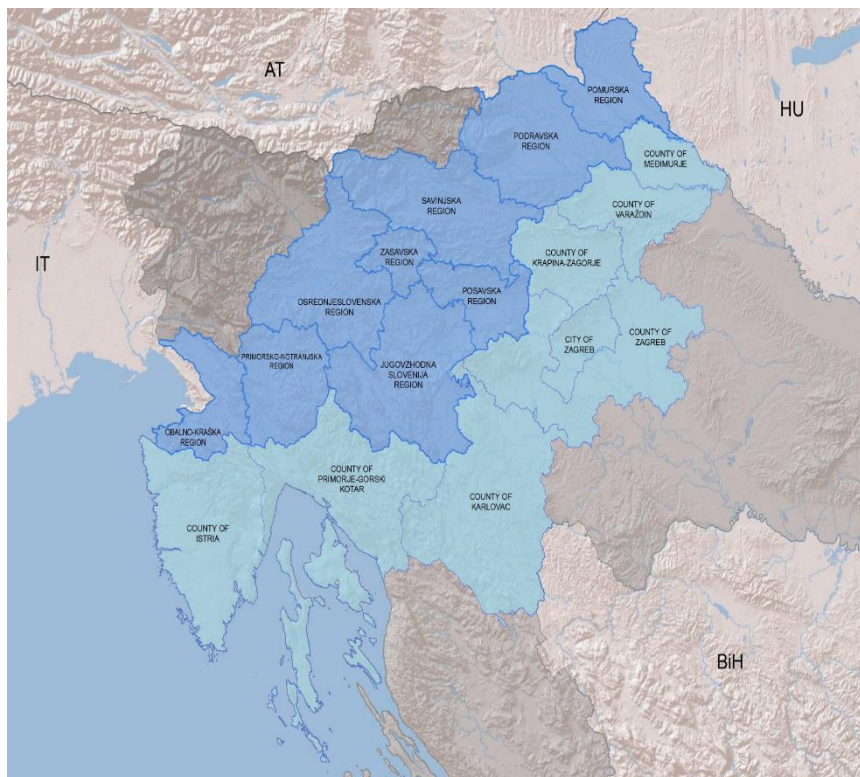 AT
POMURSKA
REGION
HU
PODRAVSKA
REGION
COUNTY OF
MEĐIMURJE
SAVINJSKA
REGION
COUNTY OF
VARAŽDIN
IT
ZASAVSKA
REGION
COUNTY OF
KRAPINA-ZAGORJE
POSAVSKA
REGION
OSREDNJESLOVENSKA
REGION
CITY OF
ZAGREB
COUNTY OF
ZAGREB
PRIMORSKO-NOTRANJSKA
REGION
JUGOVZHODNA
SLOVENIJA
REGION
OBALNO-KRAŠKA
REGION
COUNTY OF
PRIMORJE-GORSKI
KOTAR
COUNTY OF
KARLOVAC
COUNTY OF
ISTRIA
BiH